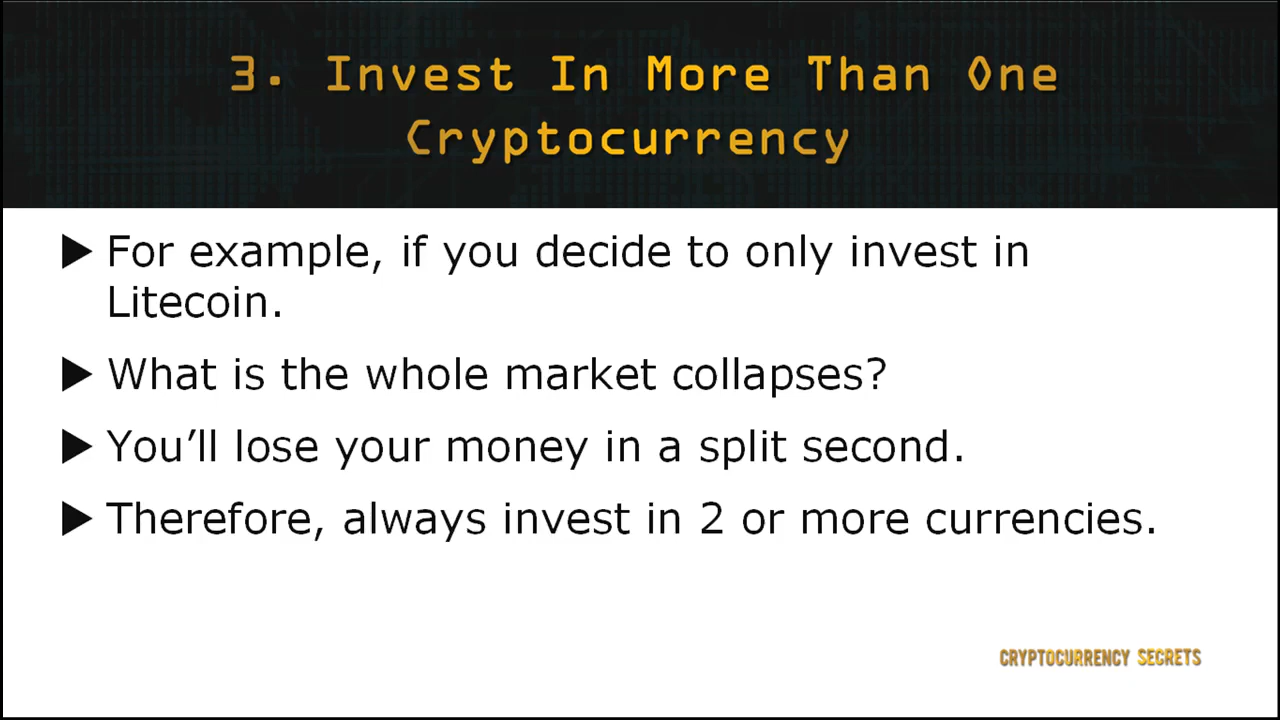 3. Invest In More Than One
Cryptocurrency
▶ For example, if you decide to only invest in
Litecoin.
▶ What is the whole market collapses?
▶ You’ll lose your money in a split second.
▶ Therefore, always invest in 2 or more currencies.
CRYPTOCURRENCY SECRETS